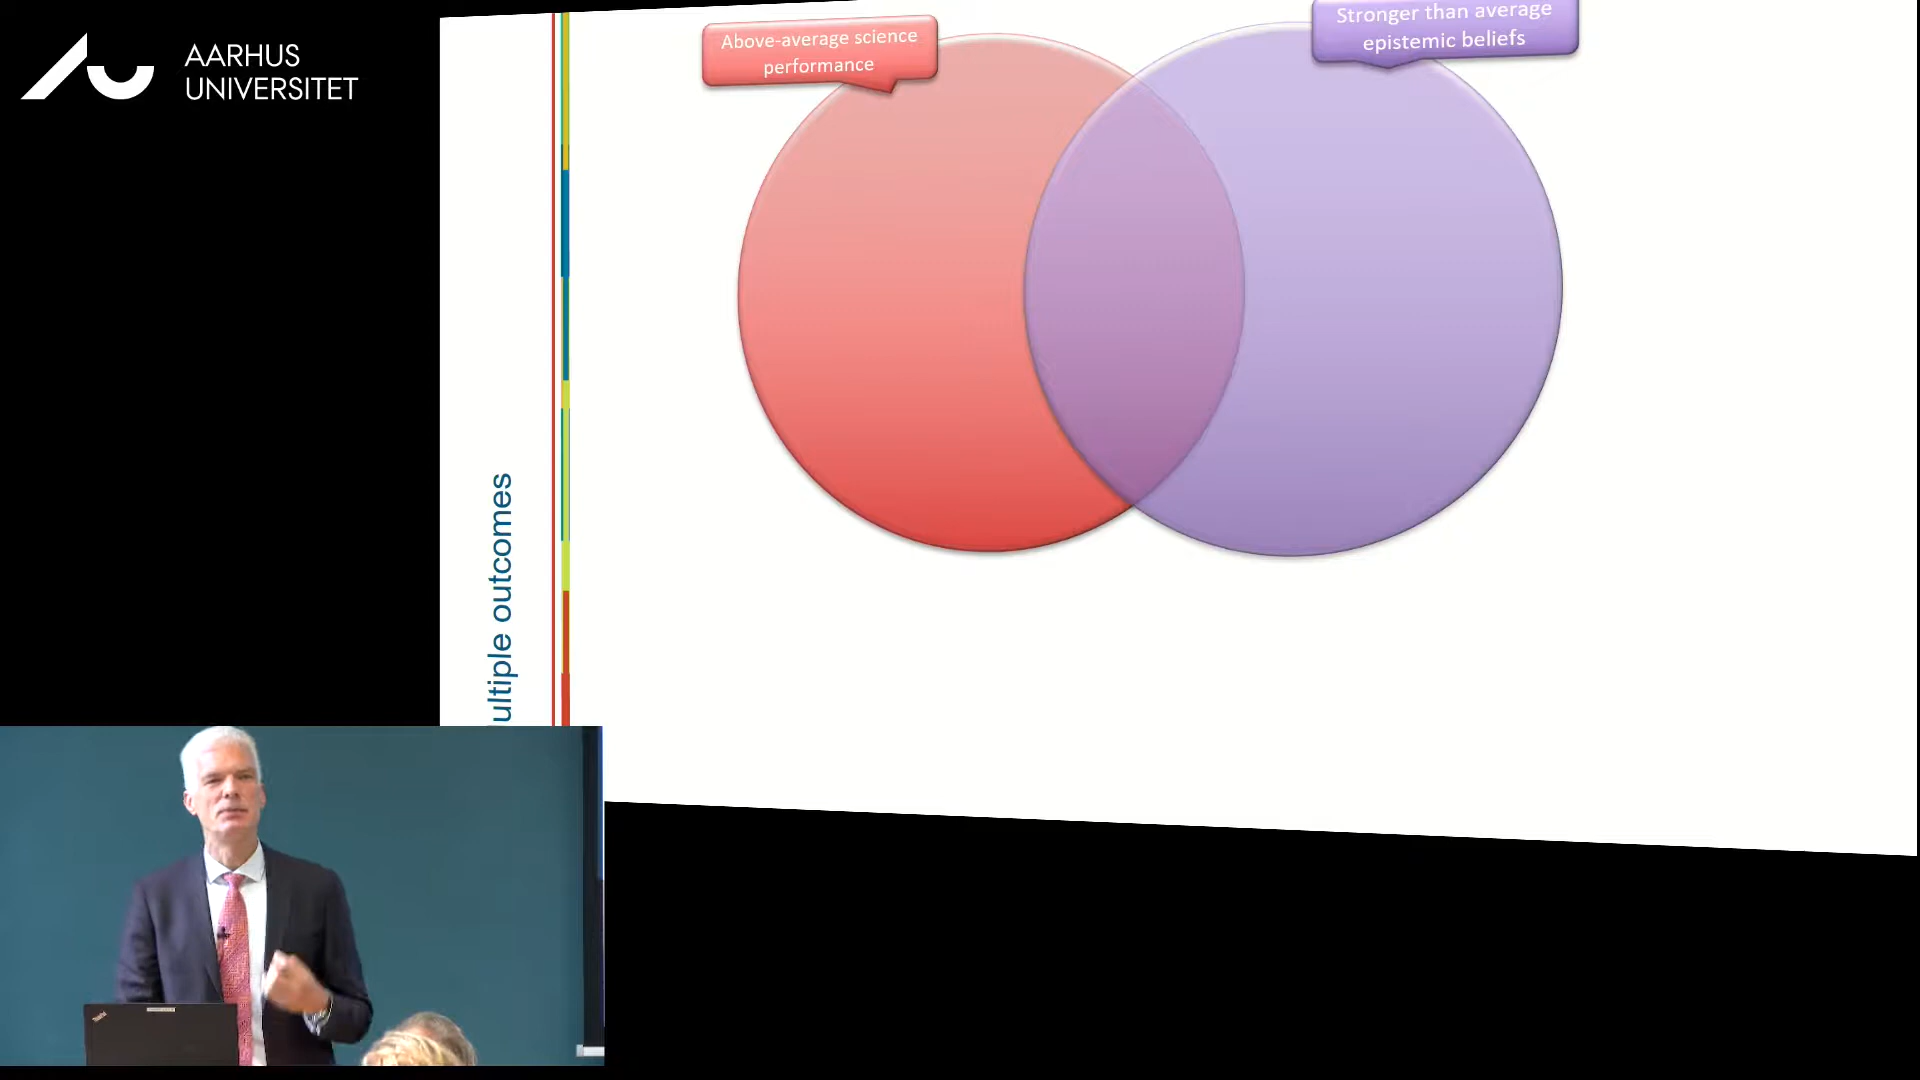 AARHUS
UNIVERSITET
Above-average science
performance
Stronger than average
epistemic beliefs
ultiple outcomes